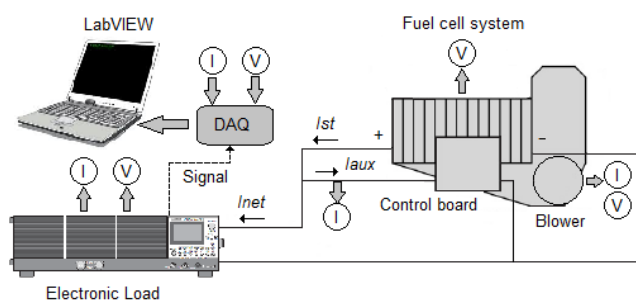 LabVIEW
Fuel cell system
I
V
V
DAQ
Ist
+
−
Iaux
Signal
I
V
I
Inet
I
V
Control board
Blower
Electronic Load